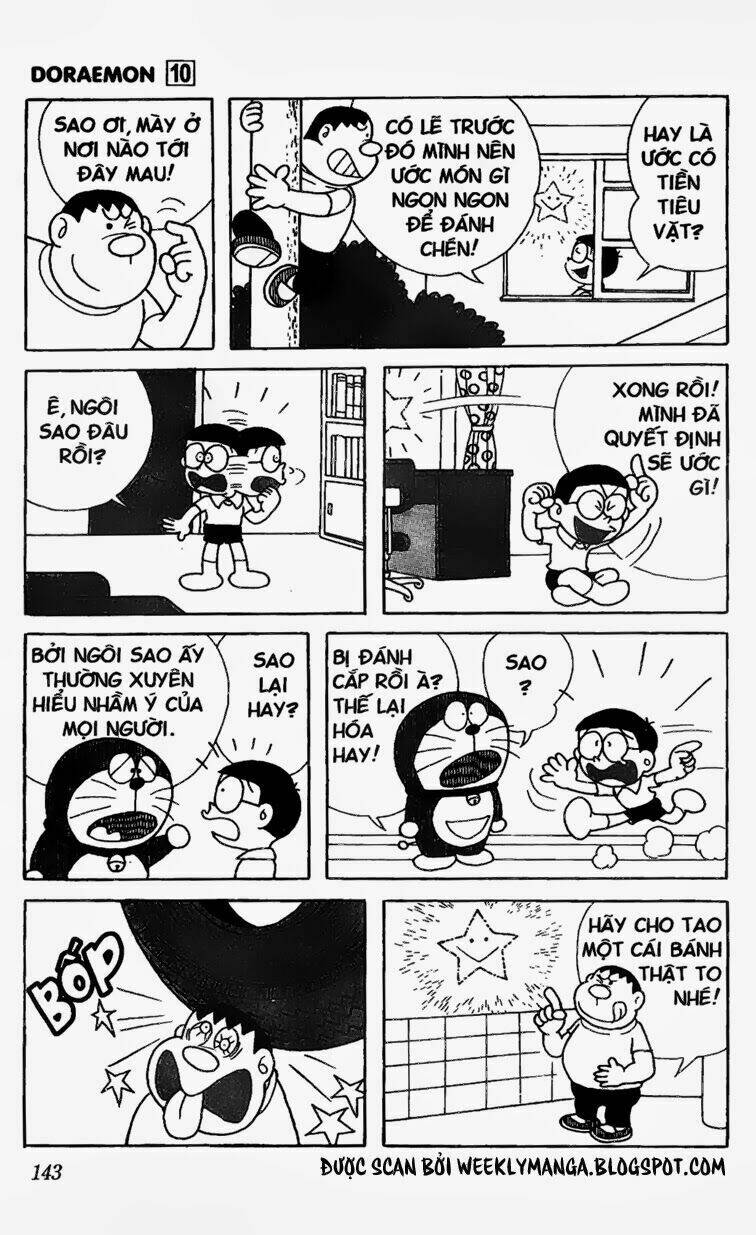 DORAEMON 10
HAY LÀ
ƯỚC CÓ
TIỀN
TIÊU
VẶT?
CÓ LẼ TRƯỚC
ĐÓ MÌNH NÊN
ƯỚC MÓN GÌ
NGON NGON
ĐỂ ĐÁNH
CHÉN!
SAO ƠI, MÀY Ở
NƠI NÀO TỚI
ĐÂY MAU!
XONG RỒI!
MÌNH ĐÃ
QUYẾT ĐỊNH
SẼ ƯỚC
GÌ!
Ê, NGÔI
SAO ĐÂU
RỒI?
SAO
?
BỊ ĐÁNH
CẮP RỒI À?
THẾ LẠI
HÓA
HAY!
SAO
LẠI
HAY?
BỞI NGÔI SAO ẤY
THƯỜNG XUYÊN
HIỂU NHẦM Ý CỦA
MỌI NGƯỜI.
HÃY CHO TAO
MỘT CÁI BÁNH
THẬT TO
NHÉ!
BỐP
143
ĐƯỢC SCAN BỞI WEEKLYMANGA.BLOGSPOT.COM